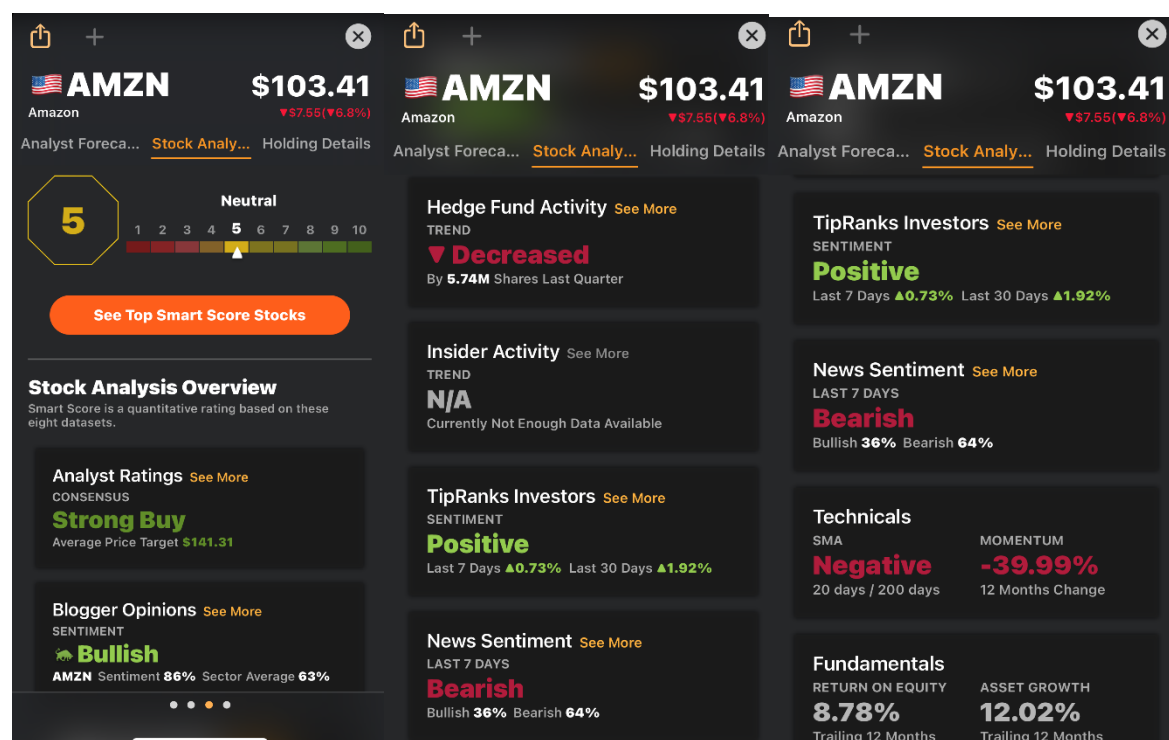 AMZN
$103.41
Amazon
▼$7.55(▼6.8%)
Analyst Foreca... Stock Analy... Holding Details
5
Neutral
1 2 3 4 5 6 7 8 9 10
See Top Smart Score Stocks
Stock Analysis Overview
Smart Score is a quantitative rating based on these
eight datasets.
Analyst Ratings See More
CONSENSUS
Strong Buy
Average Price Target $141.31
Blogger Opinions See More
SENTIMENT
Bullish
AMZN Sentiment 86% Sector Average 63%
AMZN
$103.41
Amazon
▼$7.55(▼6.8%)
Analyst Foreca... Stock Analy... Holding Details
Hedge Fund Activity See More
TREND
▼ Decreased
By 5.74M Shares Last Quarter
Insider Activity See More
TREND
N/A
Currently Not Enough Data Available
TipRanks Investors See More
SENTIMENT
Positive
Last 7 Days ▲0.73% Last 30 Days ▲1.92%
News Sentiment See More
LAST 7 DAYS
Bearish
Bullish 36% Bearish 64%
AMZN
$103.41
Amazon
▼$7.55(▼6.8%)
Analyst Foreca... Stock Analy... Holding Details
TipRanks Investors See More
SENTIMENT
Positive
Last 7 Days ▲0.73% Last 30 Days ▲1.92%
News Sentiment See More
LAST 7 DAYS
Bearish
Bullish 36% Bearish 64%
Technicals
SMA
Negative
20 days / 200 days
MOMENTUM
-39.99%
12 Months Change
Fundamentals
RETURN ON EQUITY
8.78%
Trailing 12 Months
ASSET GROWTH
12.02%
Trailing 12 Months